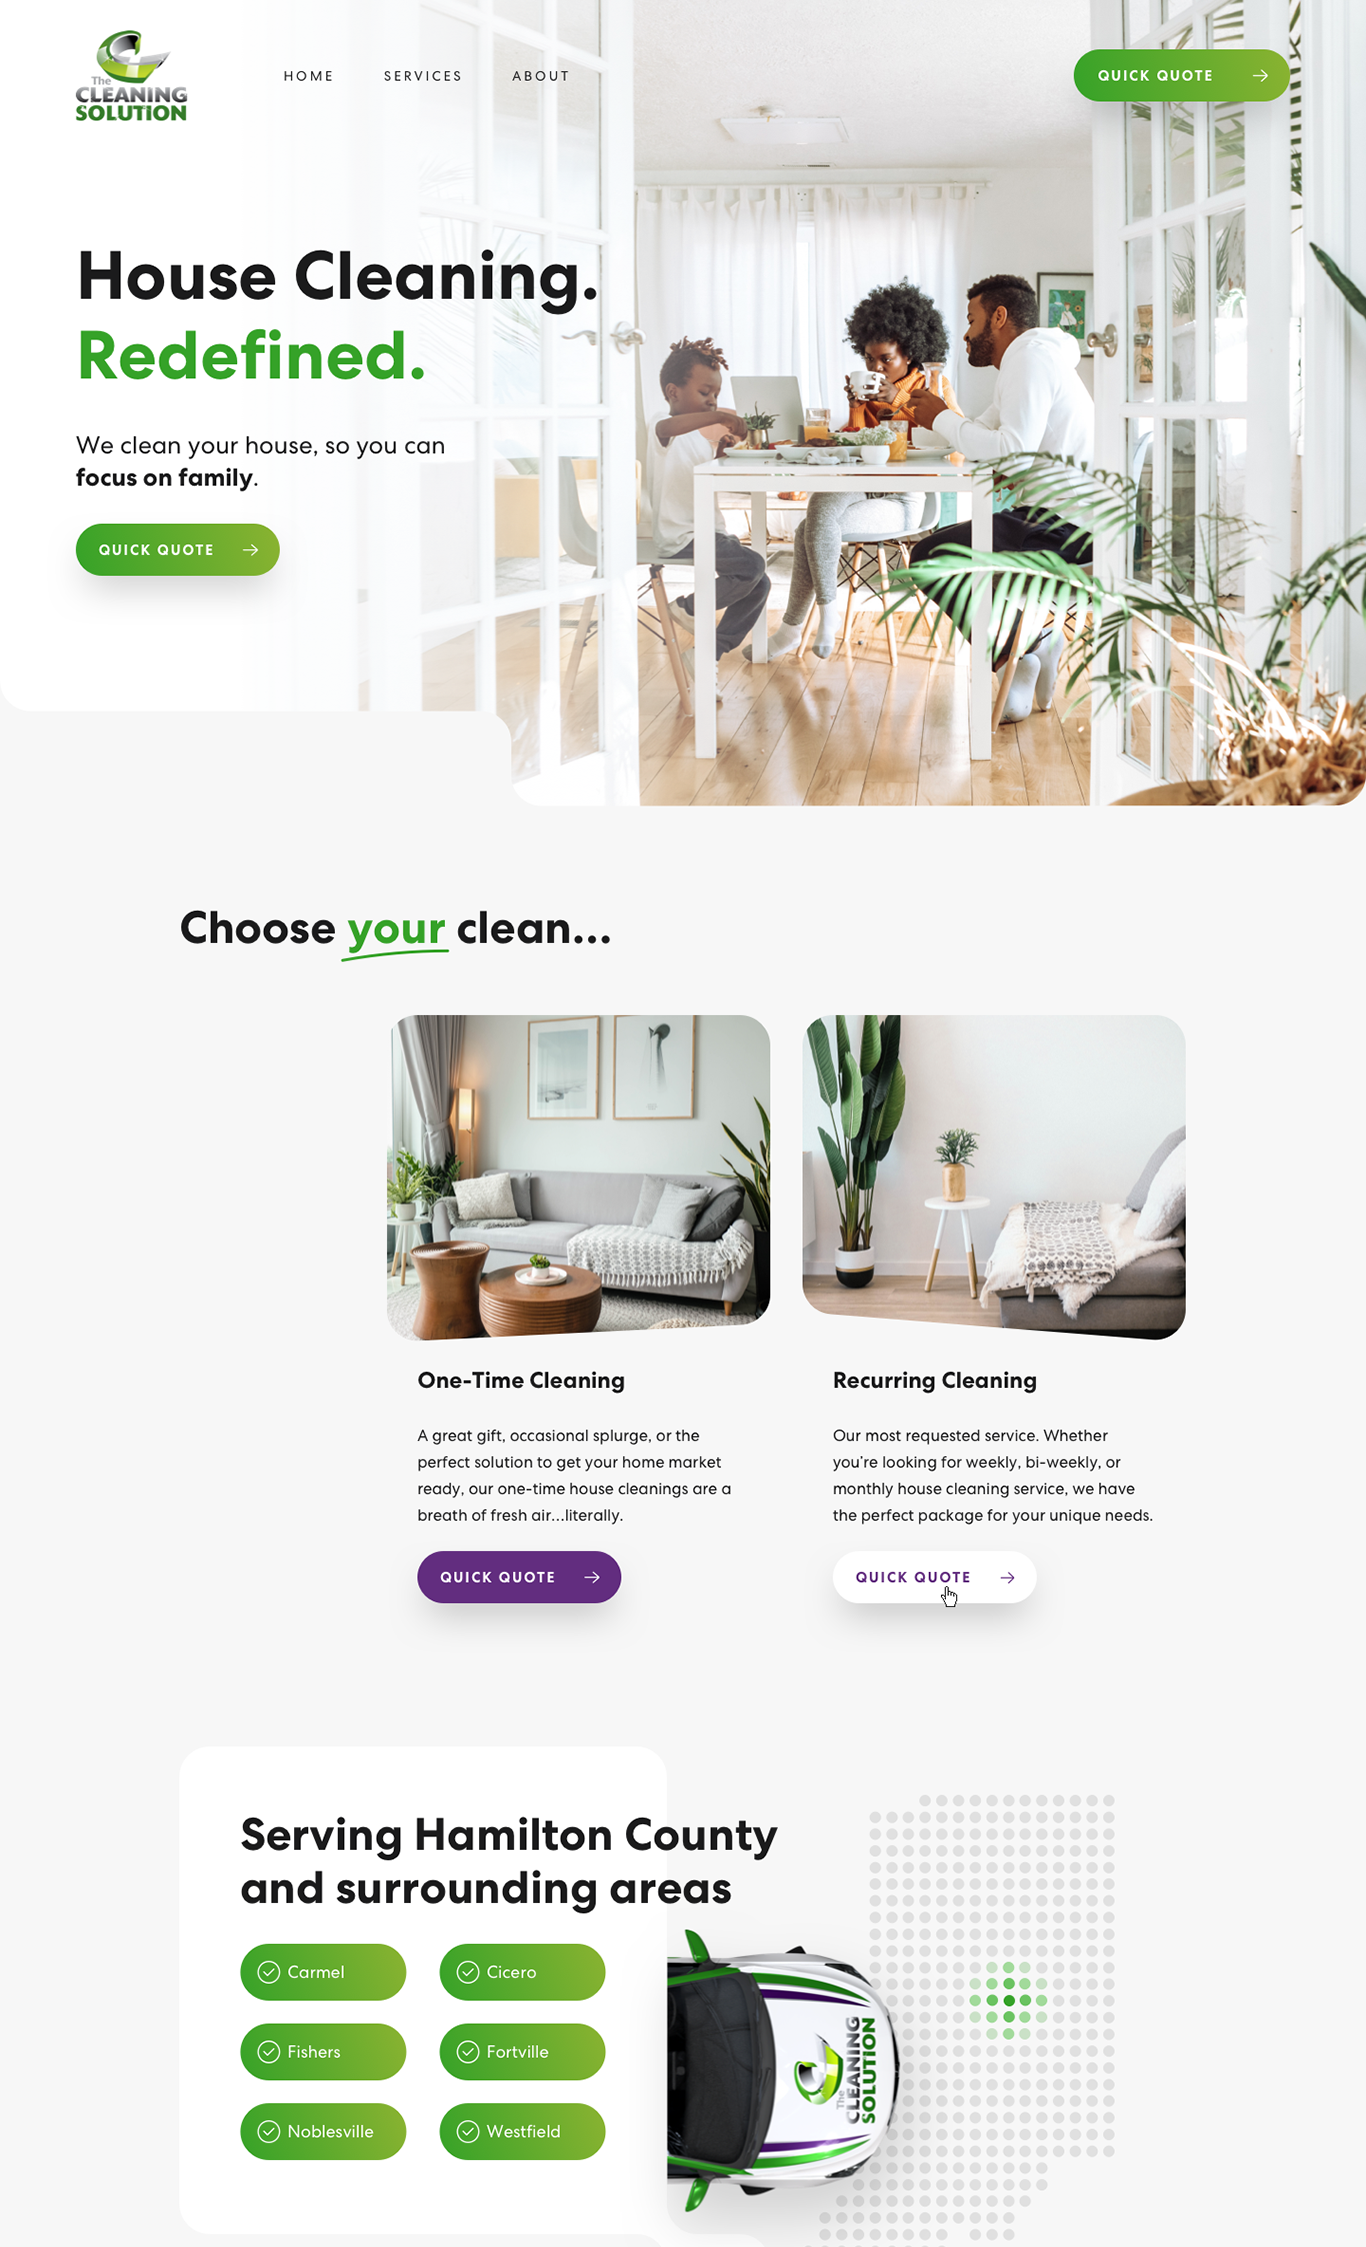 The
CLEANING
SOLUTION
HOME
SERVICES
ABOUT
QUICK QUOTE
House Cleaning.
Redefined.
We clean your house, so you can
focus on family.
QUICK QUOTE
Choose your clean...
One-Time Cleaning
A great gift, occasional splurge, or the
perfect solution to get your home market
ready, our one-time house cleanings are a
breath of fresh air...literally.
QUICK QUOTE
Recurring Cleaning
Our most requested service. Whether
you're looking for weekly, bi-weekly, or
monthly house cleaning service, we have
the perfect package for your unique needs.
QUICK QUOTE
Serving Hamilton County
and surrounding areas
Carmel
Cicero
Fishers
Fortville
Noblesville
Westfield
The
CLEANING
SOLUTION